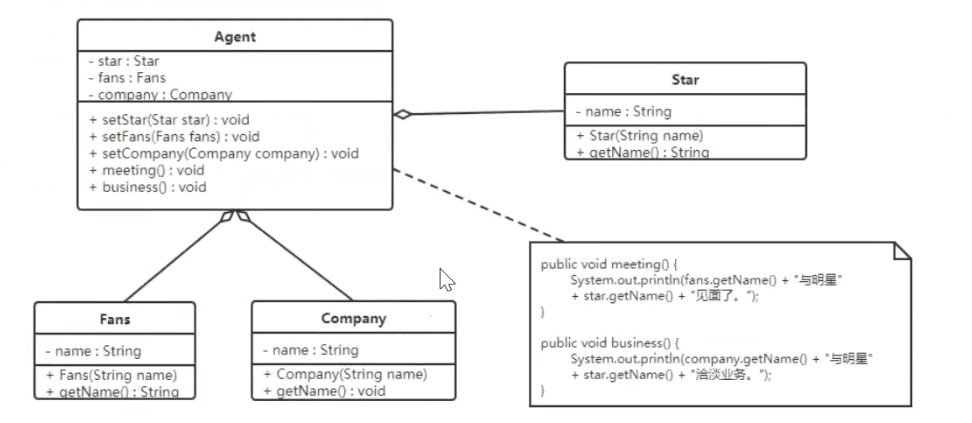 Agent
- star : Star
- fans : Fans
- company : Company
+ setStar(Star star) : void
+ setFans(Fans fans) : void
+ setCompany(Company company) : void
+ meeting() : void
+ business() : void
Star
- name : String
+ Star(String name)
+ getName() : String
Fans
- name : String
+ Fans(String name)
+ getName() : String
Company
- name : String
+ Company(String name)
+ getName() : void
public void meeting() {
System.out.println(fans.getName() + "与明星"
+ star.getName() + "见面了。");
}
public void business() {
System.out.println(company.getName() + "与明星"
+ star.getName() + "洽淡业务。");
}